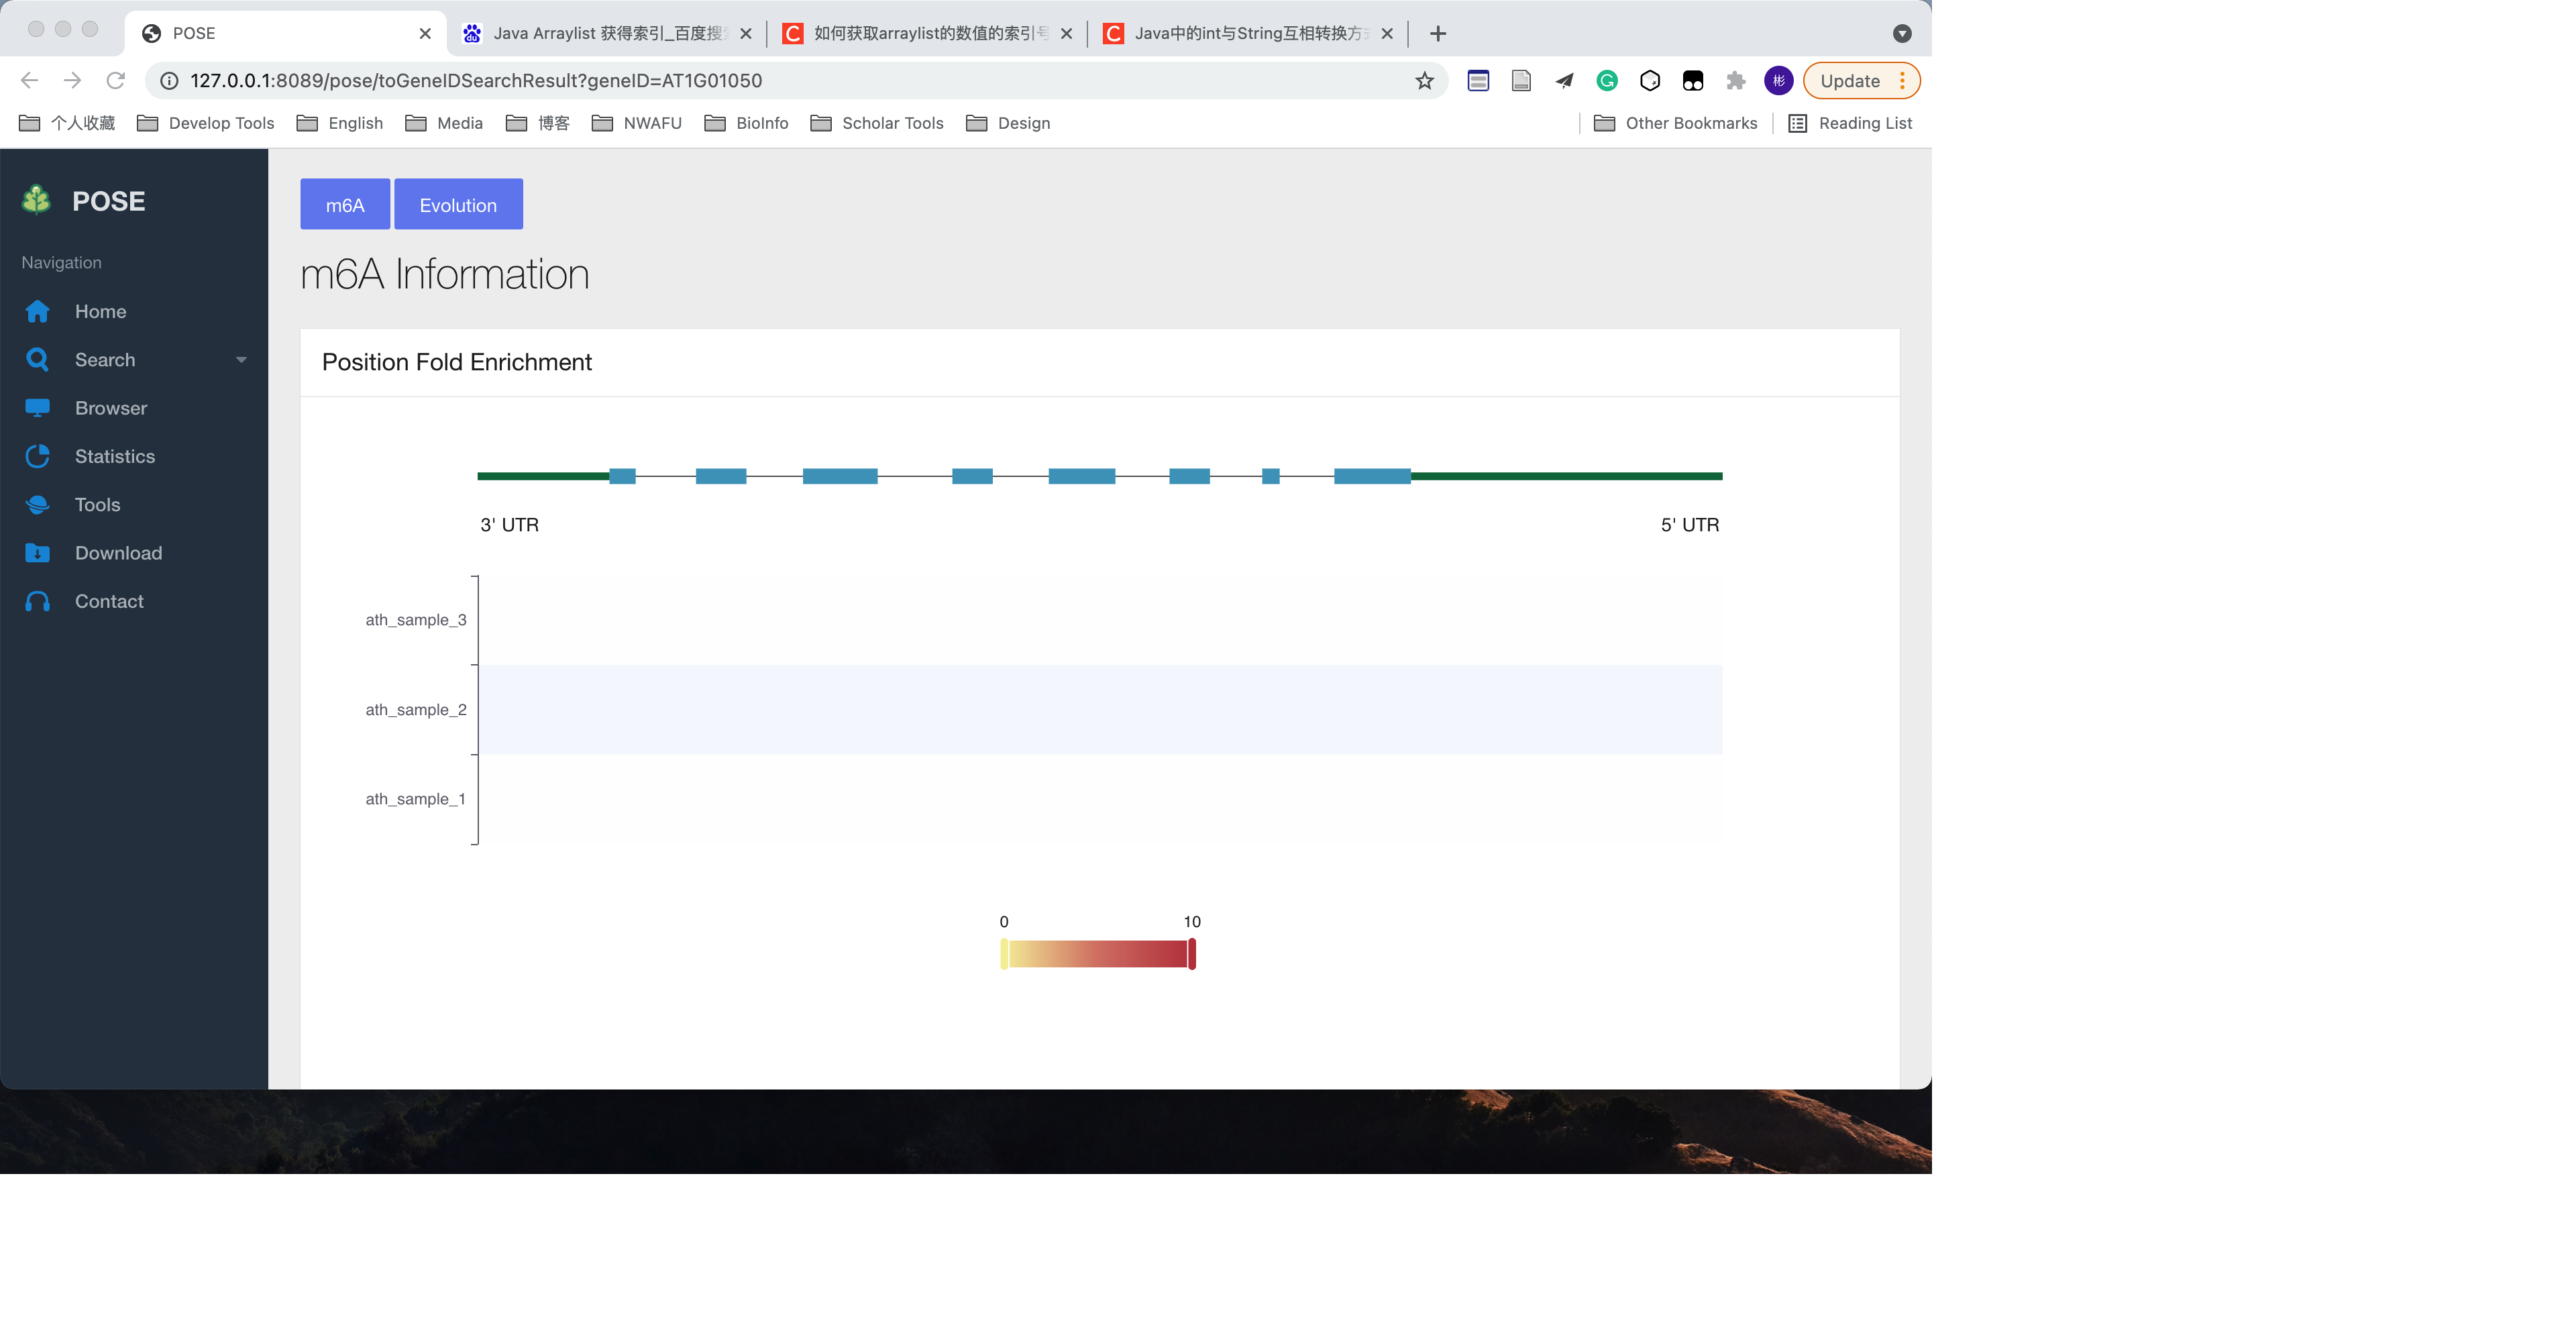 POSE
Java Arraylist 获得索引_百度搜
如何获取arraylist的数值的索引号
Java中的int与String互相转换方
127.0.0.1:8089/pose/toGeneIDSearchResult?geneID=AT1G01050
彬
Update
个人收藏
Develop Tools
English
Media
博客
NWAFU
BioInfo
Scholar Tools
Design
Other Bookmarks
Reading List
POSE
Navigation
Home
Search
Browser
Statistics
Tools
Download
Contact
m6A
Evolution
m6A Information
Position Fold Enrichment
3' UTR
5' UTR
ath_sample_3
ath_sample_2
ath_sample_1
0
10